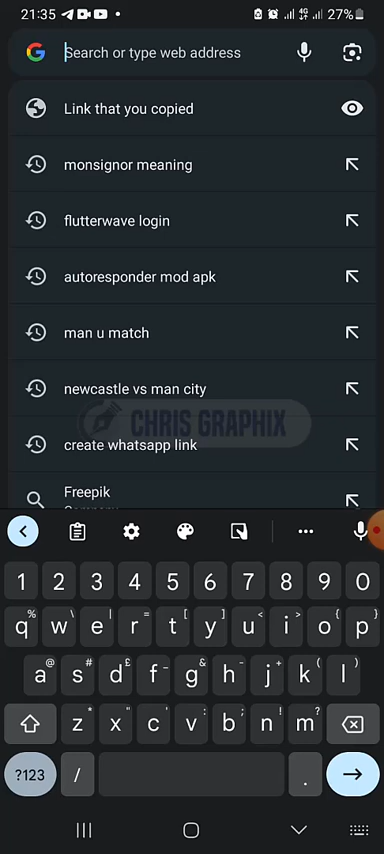 21:35 4G 27%
Search or type web address
Link that you copied
monsignor meaning
flutterwave login
autoresponder mod apk
man u match
newcastle vs man city
CHRIS GRAPHIX
create whatsapp link
Freepik
1 2 3 4 5 6 7 8 9 0
q% w\ e| r= t[ y] u< i> o{ p}
a@ s# d£ f_ g& h- j+ k( l)
z* x" c' v: b; n! m?
?123 / .